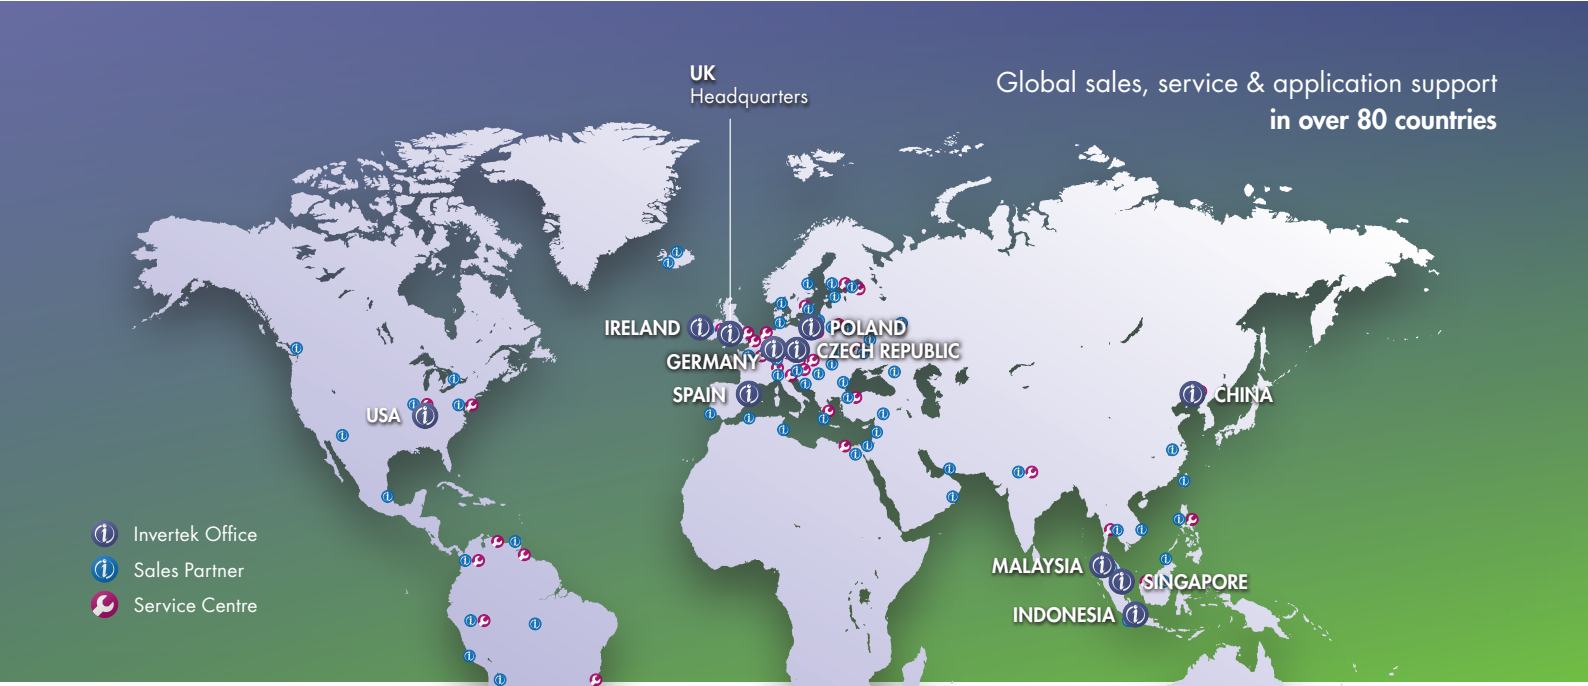 UK
Headquarters
Global sales, service & application support
in over 80 countries
IRELAND
POLAND
GERMANY
CZECH REPUBLIC
SPAIN
USA
CHINA
Invertek Office
Sales Partner
Service Centre
MALAYSIA
SINGAPORE
INDONESIA